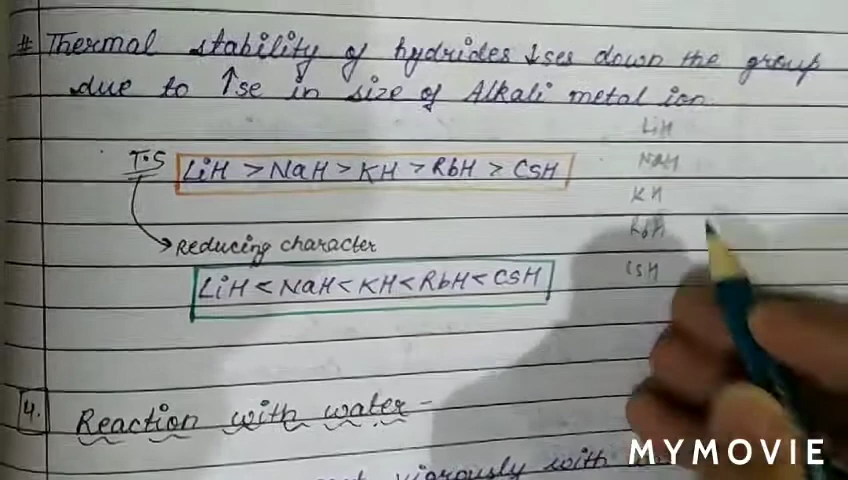 # Thermal stability of hydrides ↓ses down the group
due to ↑se in size of Alkali metal ion.
LiH
T.S LiH > NaH > KH > RbH > CsH
NaH
KH
RbH
Reducing character
CsH
LiH < NaH < KH < RbH < CsH
4. Reaction with water -
vigorously with
MYMOVIE